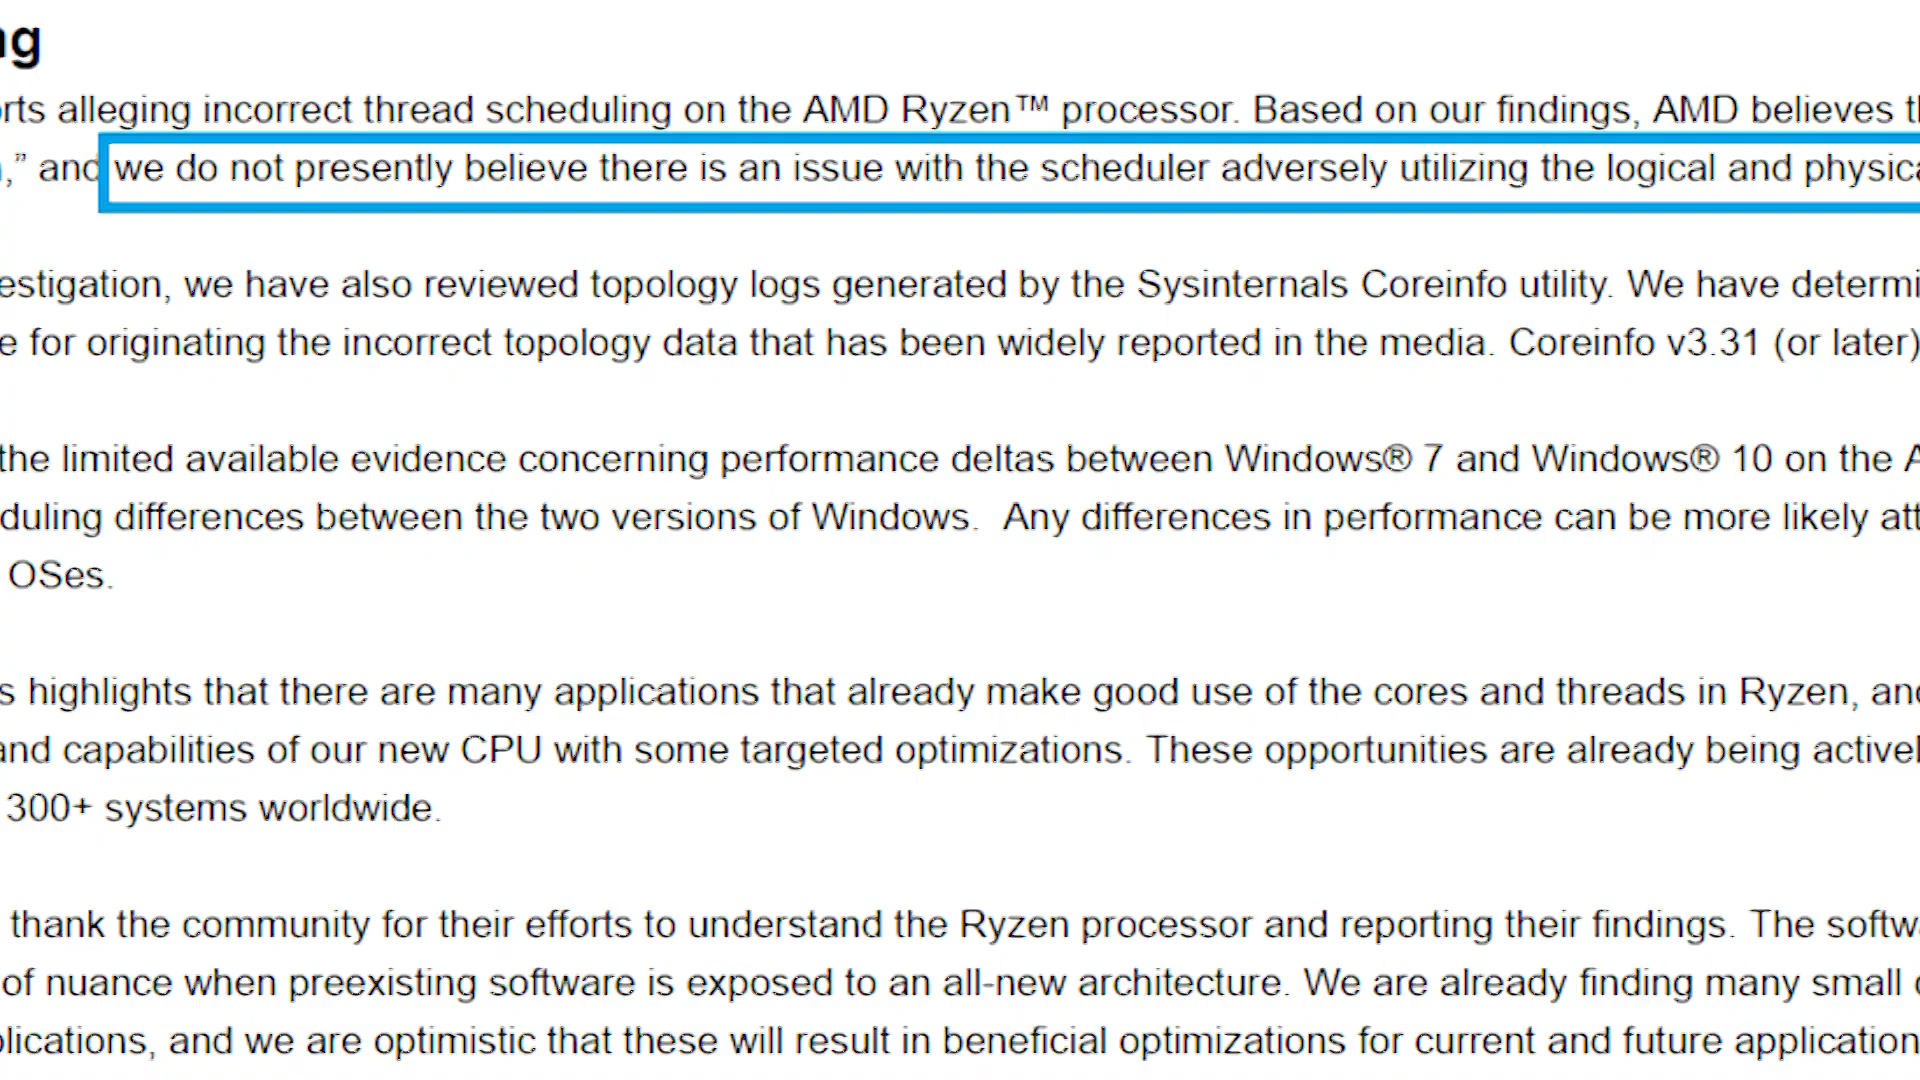 ng
orts alleging incorrect thread scheduling on the AMD Ryzen™ processor. Based on our findings, AMD believes th
,” and we do not presently believe there is an issue with the scheduler adversely utilizing the logical and physica
estigation, we have also reviewed topology logs generated by the Sysinternals Coreinfo utility. We have determi
e for originating the incorrect topology data that has been widely reported in the media. Coreinfo v3.31 (or later)
the limited available evidence concerning performance deltas between Windows® 7 and Windows® 10 on the A
duling differences between the two versions of Windows.  Any differences in performance can be more likely att
OSes.
s highlights that there are many applications that already make good use of the cores and threads in Ryzen, and
and capabilities of our new CPU with some targeted optimizations. These opportunities are already being activel
300+ systems worldwide.
thank the community for their efforts to understand the Ryzen processor and reporting their findings. The softwa
of nuance when preexisting software is exposed to an all-new architecture. We are already finding many small c
plications, and we are optimistic that these will result in beneficial optimizations for current and future application